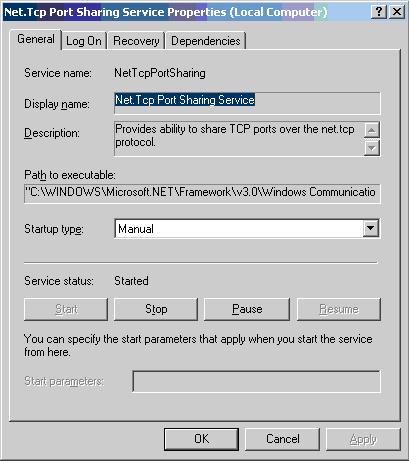 Net.Tcp Port Sharing Service Properties (Local Computer)
General
Log On
Recovery
Dependencies
Service name:
NetTcpPortSharing
Display name:
Net.Tcp Port Sharing Service
Description:
Provides ability to share TCP ports over the net.tcp
protocol.
Path to executable:
"C:\WINDOWS\Microsoft.NET\Framework\v3.0\Windows Communicatio
Startup type:
Manual
Service status:
Started
Start
Stop
Pause
Resume
You can specify the start parameters that apply when you start the service
from here.
Start parameters:
OK
Cancel
Apply